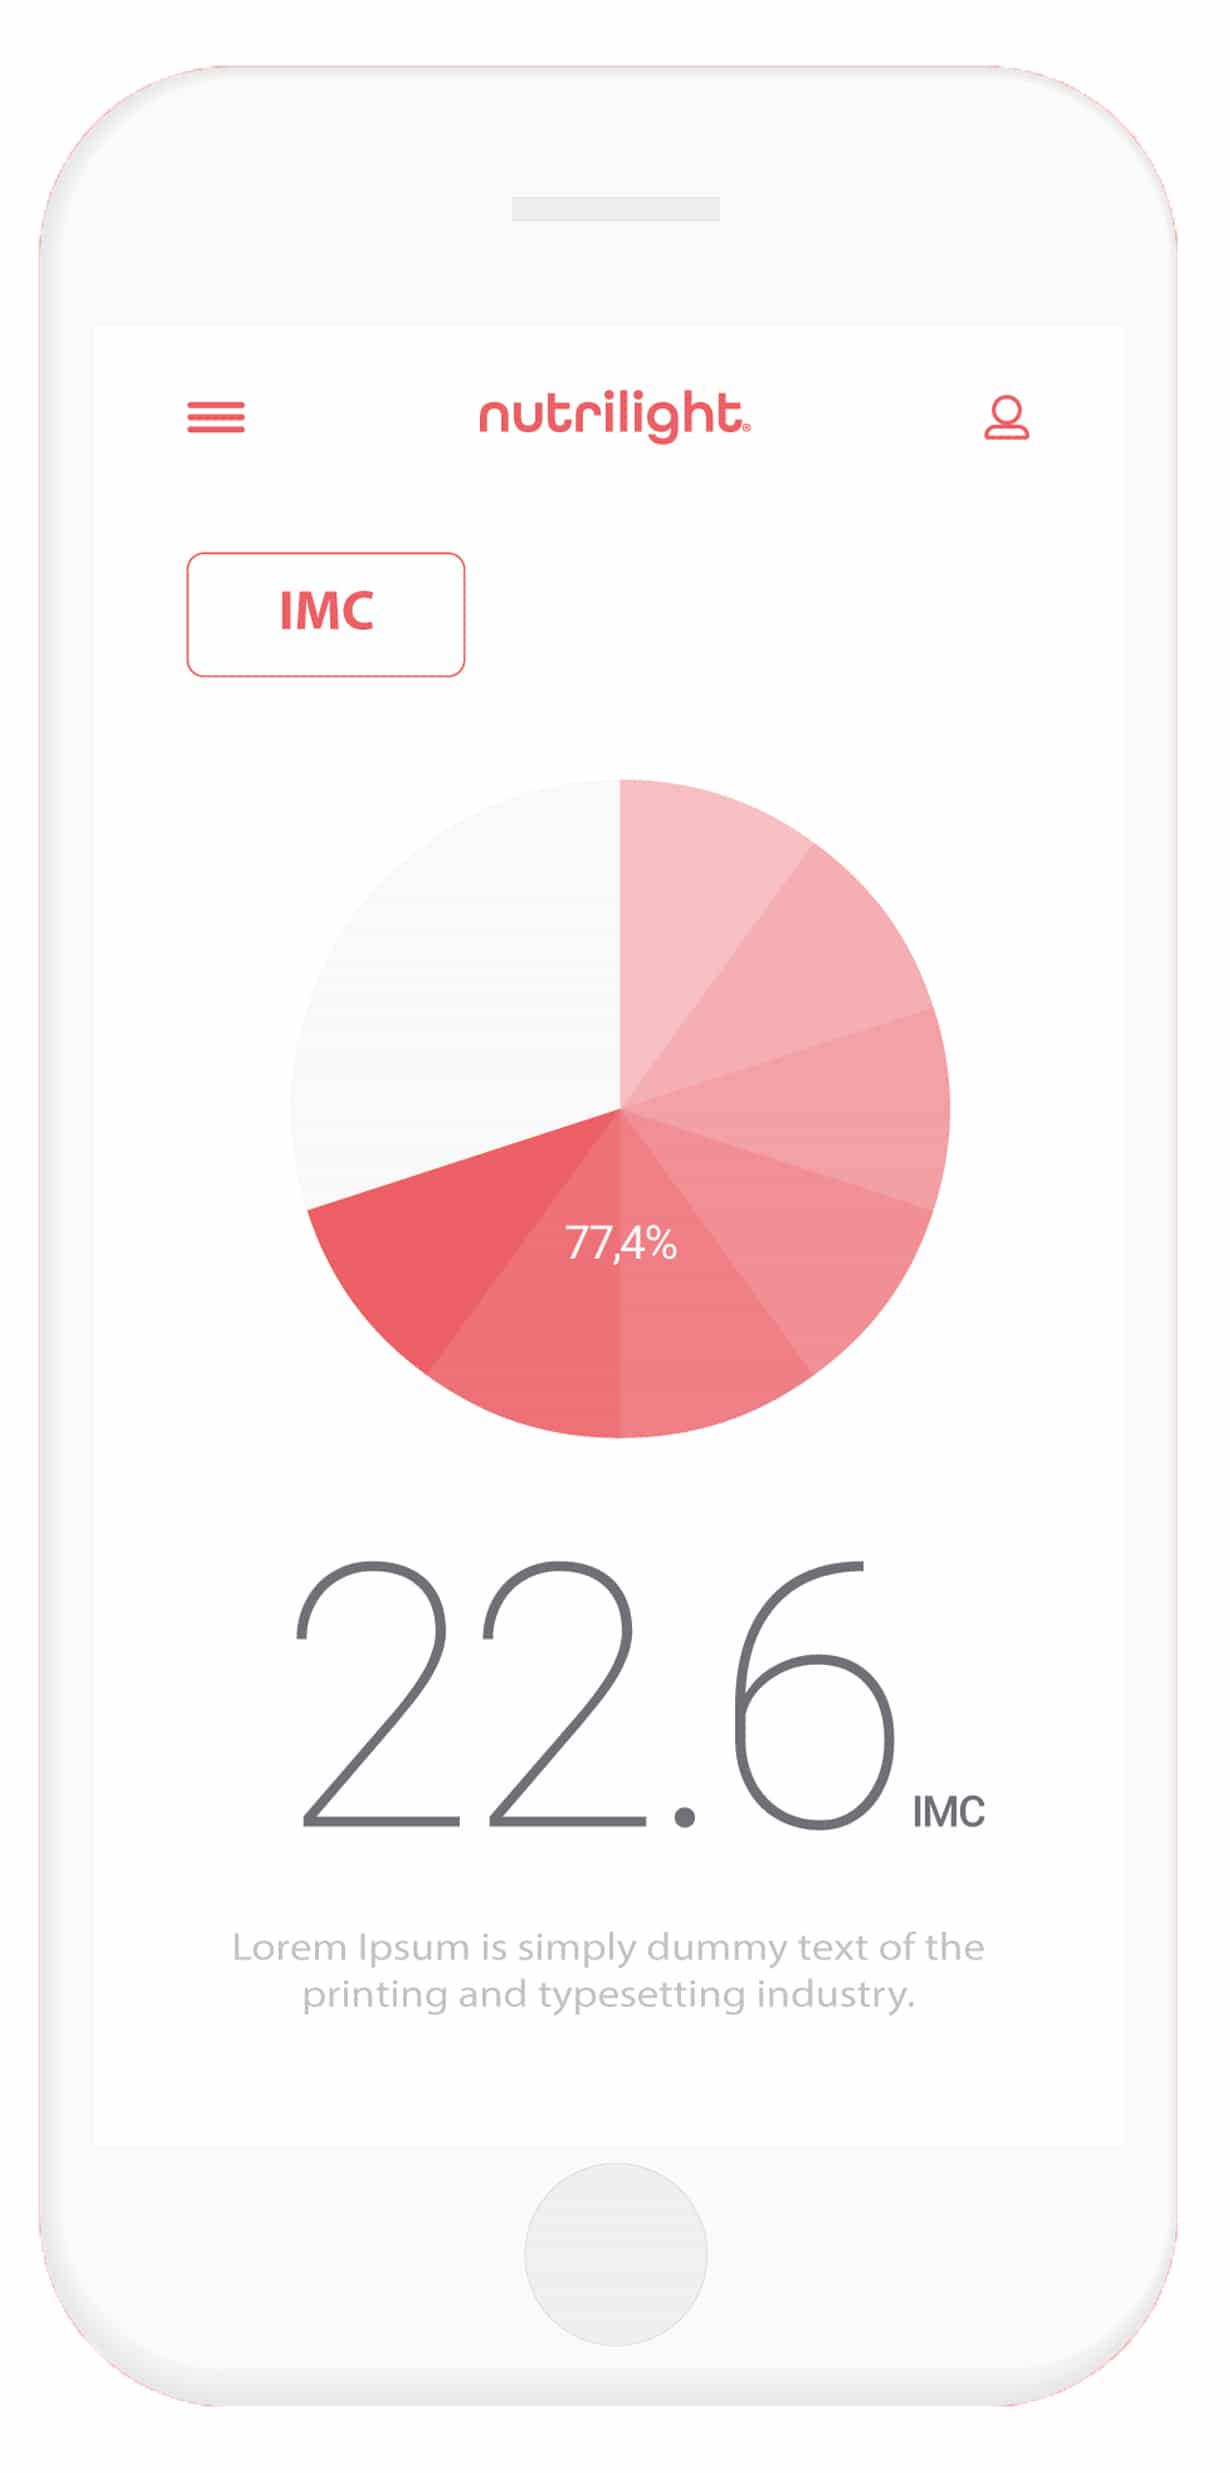 nutrilight®
IMC
77,4%
22.6 IMC
Lorem Ipsum is simply dummy text of the
printing and typesetting industry.